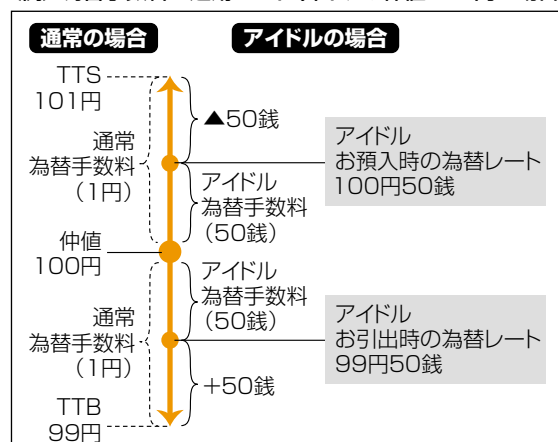 通常の場合
アイドルの場合
TTS
101円
▲50銭
通常
為替手数料
（1円）
アイドル
お預入時の為替レート
100円50銭
アイドル
為替手数料
（50銭）
仲値
100円
アイドル
為替手数料
（50銭）
通常
為替手数料
（1円）
アイドル
お引出時の為替レート
99円50銭
+50銭
TTB
99円